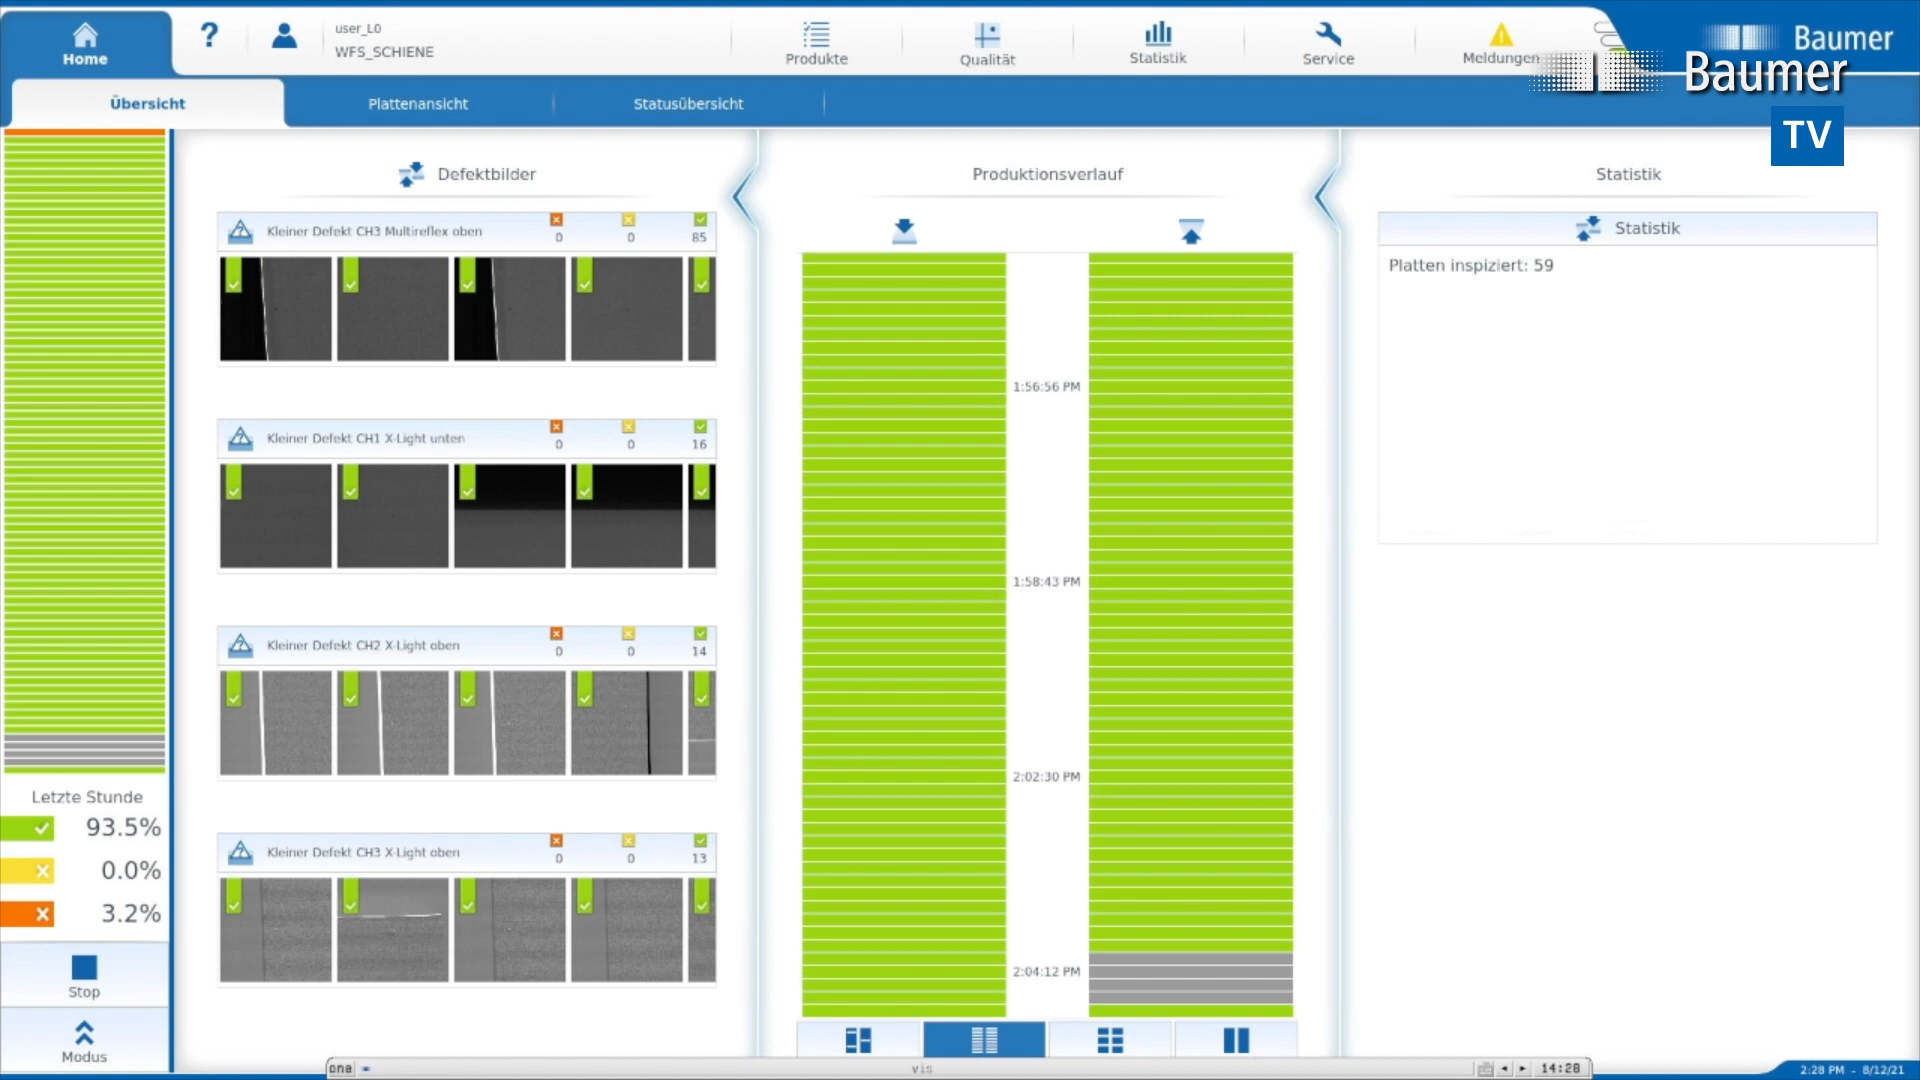 Home
?
user_L0
WFS_SCHIENE
Produkte
Qualität
Statistik
Service
Meldungen
Baumer
Baumer
TV
Übersicht
Plattenansicht
Statusübersicht
Defektbilder
Kleiner Defekt CH3 Multireflex oben
0
0
85
Kleiner Defekt CH1 X-Light unten
0
0
16
Kleiner Defekt CH2 X-Light oben
0
0
14
Kleiner Defekt CH3 X-Light oben
0
0
13
Produktionsverlauf
1:56:56 PM
1:58:43 PM
2:02:30 PM
2:04:12 PM
Statistik
Statistik
Platten inspiziert: 59
Letzte Stunde
93.5%
0.0%
3.2%
Stop
Modus
one
vis
14:28
2:28 PM - 8/12/21